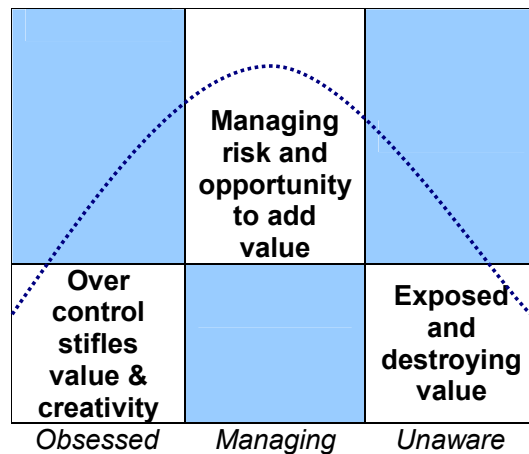 Managing
risk and
opportunity
to add
value
Over
control
stifles
value &
creativity
Exposed
and
destroying
value
Obsessed Managing Unaware